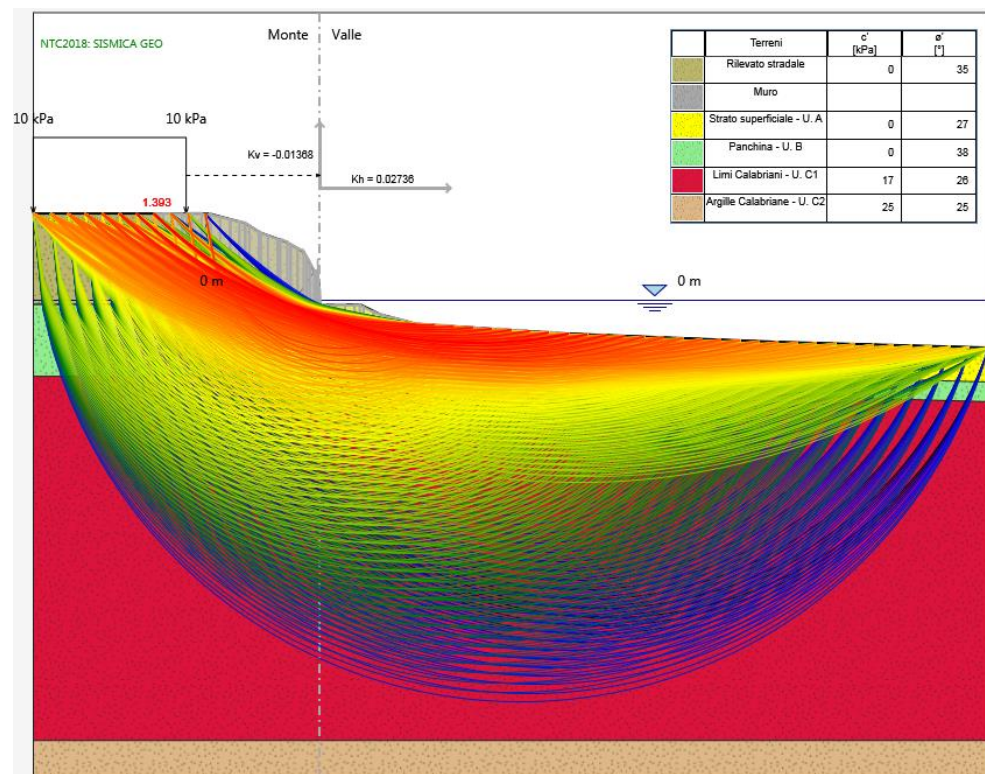 NTC2018: SISMICA GEO
Monte
Valle
10 kPa
10 kPa
Kv = -0.01368
Kh = 0.02736
1.393
0 m
0 m
Terreni c' [kPa] ø' [°]
Rilevato stradale 0 35
Muro
Strato superficiale - U. A 0 27
Panchina - U. B 0 38
Limi Calabriani - U. C1 17 26
Argille Calabriane - U. C2 25 25